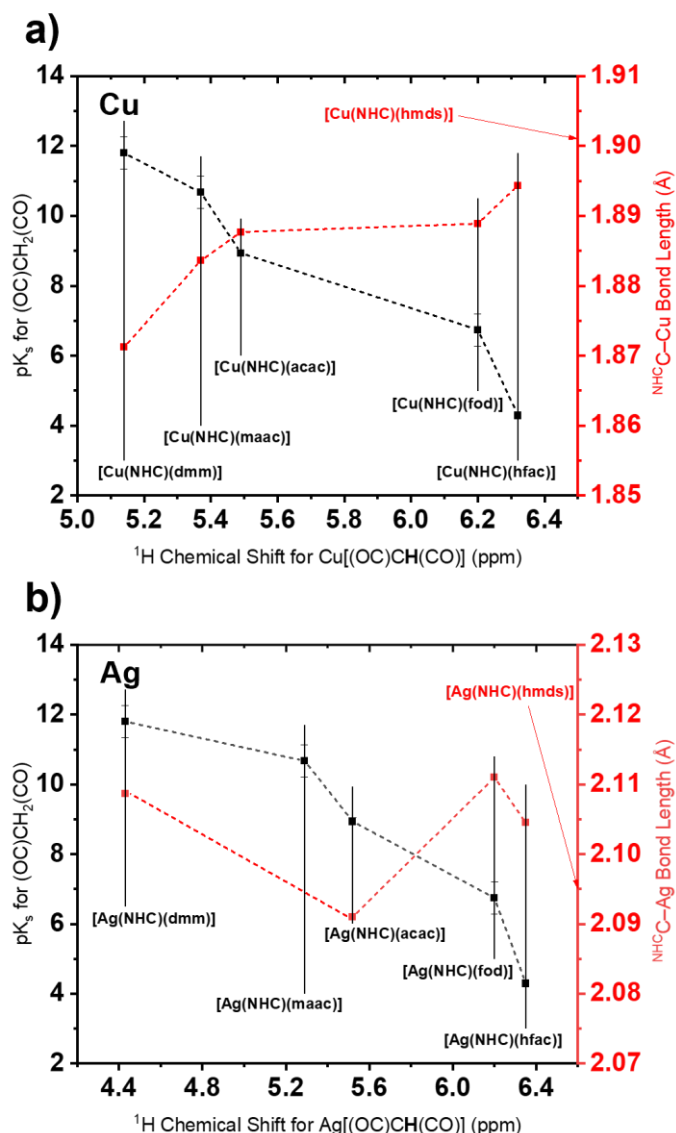 a)
Cu
14
12
10
8
6
4
2
pKs for (OC)CH2(CO)
1.91
1.90
1.89
1.88
1.87
1.86
1.85
NHCC–Cu Bond Length (Å)
[Cu(NHC)(hmds)]
[Cu(NHC)(acac)]
[Cu(NHC)(fod)]
[Cu(NHC)(maac)]
[Cu(NHC)(dmm)]
[Cu(NHC)(hfac)]
5.0 5.2 5.4 5.6 5.8 6.0 6.2 6.4
1H Chemical Shift for Cu[(OC)CH(CO)] (ppm)
b)
Ag
14
12
10
8
6
4
2
pKs for (OC)CH2(CO)
2.13
2.12
2.11
2.10
2.09
2.08
2.07
NHCC–Ag Bond Length (Å)
[Ag(NHC)(hmds)]
[Ag(NHC)(dmm)]
[Ag(NHC)(acac)]
[Ag(NHC)(fod)]
[Ag(NHC)(maac)]
[Ag(NHC)(hfac)]
4.4 4.8 5.2 5.6 6.0 6.4
1H Chemical Shift for Ag[(OC)CH(CO)] (ppm)